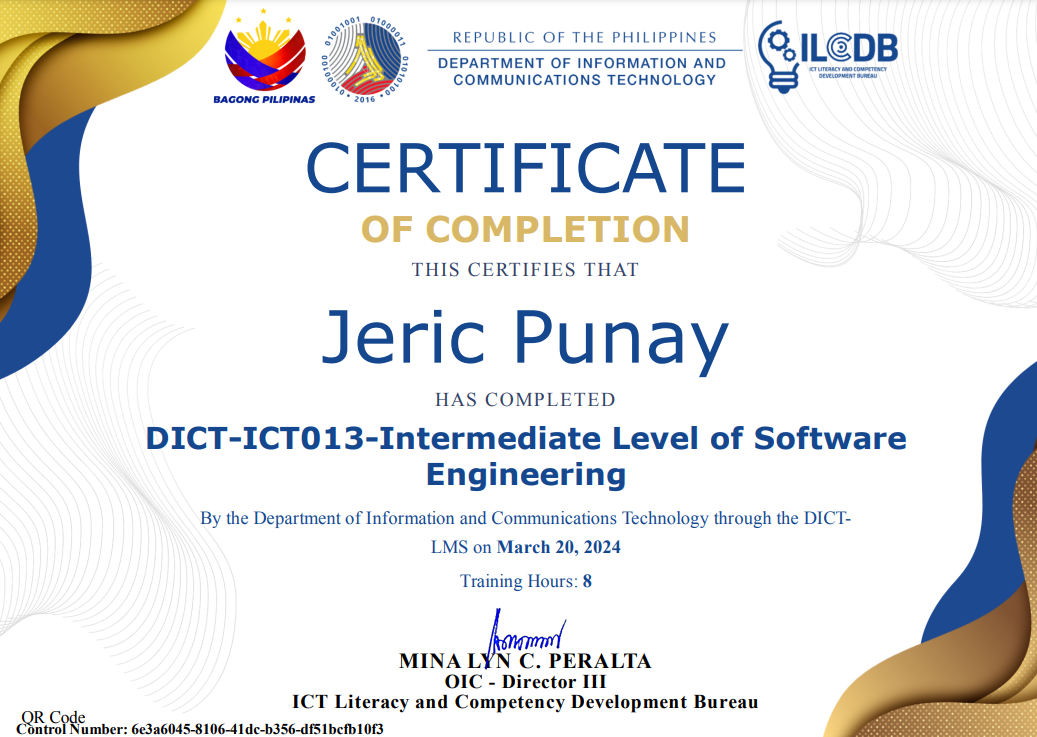 BAGONG PILIPINAS
01001001 01000011 01010100 01000100
• 2016 •
REPUBLIC OF THE PHILIPPINES
DEPARTMENT OF INFORMATION AND
COMMUNICATIONS TECHNOLOGY
ILCDB
ICT LITERACY AND COMPETENCY
DEVELOPMENT BUREAU
CERTIFICATE
OF COMPLETION
THIS CERTIFIES THAT
Jeric Punay
HAS COMPLETED
DICT-ICT013-Intermediate Level of Software
Engineering
By the Department of Information and Communications Technology through the DICT-
LMS on March 20, 2024
Training Hours: 8
MINA LYN C. PERALTA
OIC - Director III
ICT Literacy and Competency Development Bureau
QR Code
Control Number: 6e3a6045-8106-41dc-b356-df51bcfb10f3